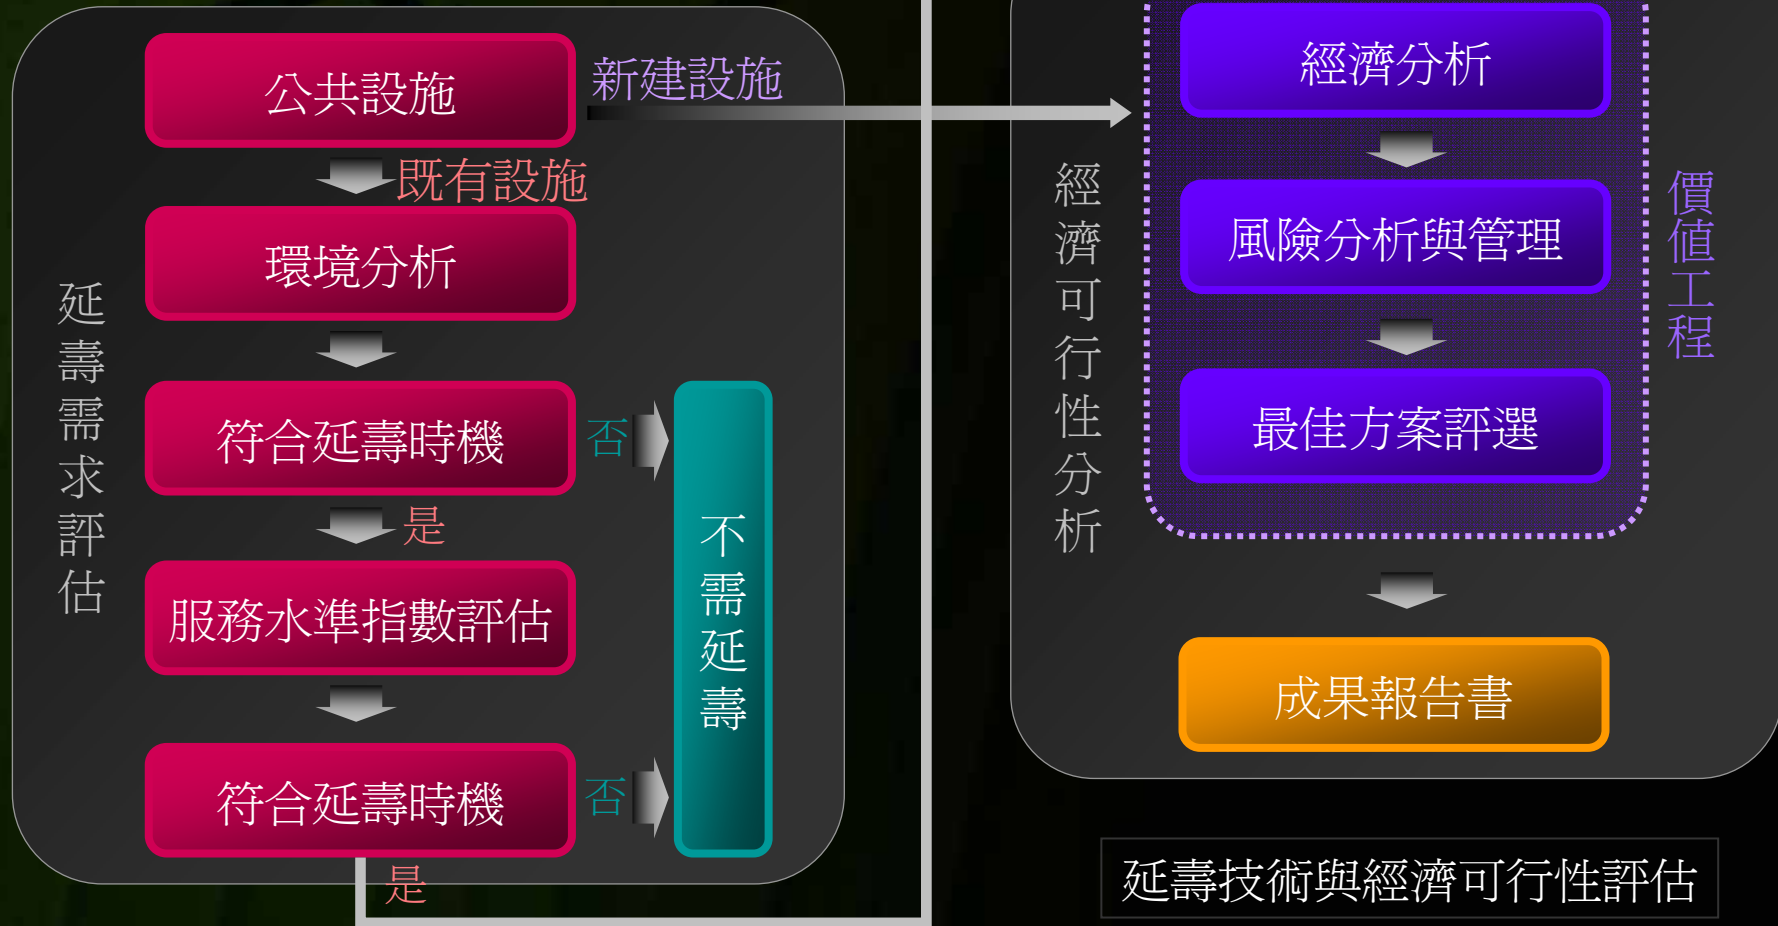 公共設施
新建設施
既有設施
環境分析
延壽需求評估
符合延壽時機
否
是
不需延壽
服務水準指數評估
符合延壽時機
否
是
經濟分析
經濟可行性分析
風險分析與管理
價值工程
最佳方案評選
成果報告書
延壽技術與經濟可行性評估